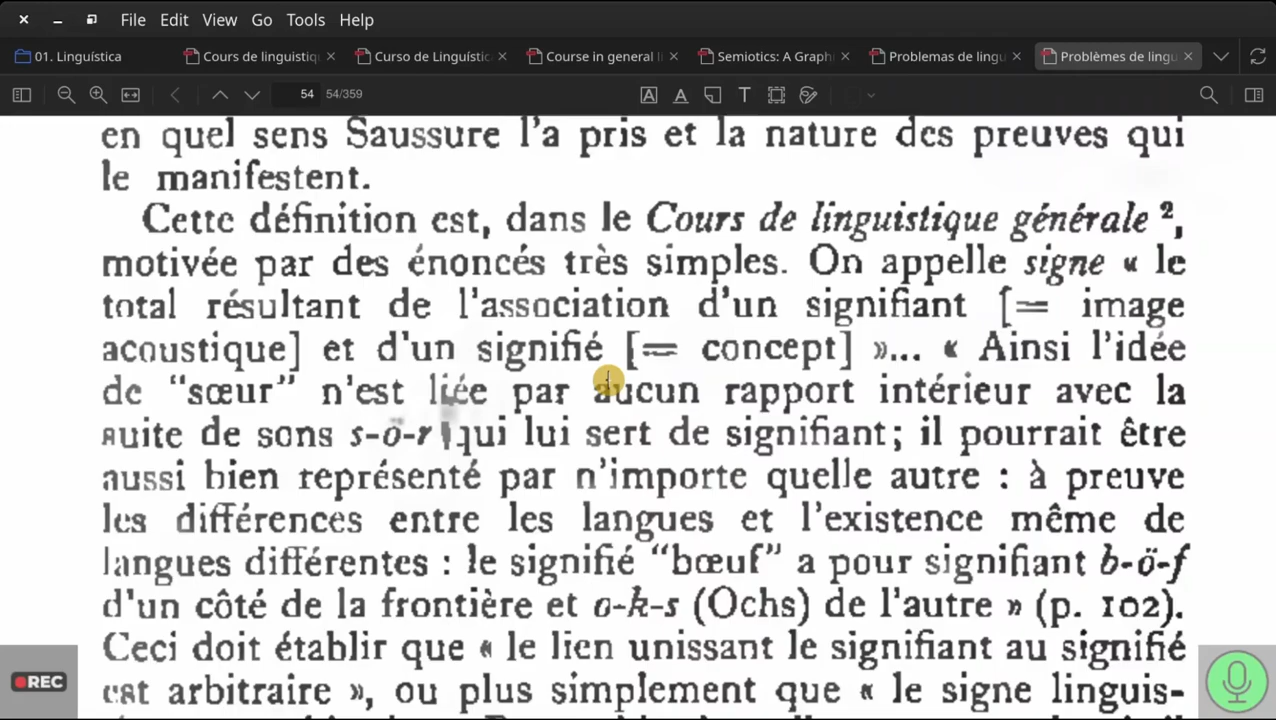 File Edit View Go Tools Help
01. Linguística Cours de linguistiq Curso de Linguístic Course in general li Semiotics: A Graph Problemas de lingu Problèmes de lingu
54 54/359
en quel sens Saussure l'a pris et la nature des preuves qui
le manifestent.
Cette définition est, dans le Cours de linguistique générale ²,
motivée par des énoncés très simples. On appelle signe « le
total résultant de l'association d'un signifiant [= image
acoustique] et d'un signifié [= concept] »... « Ainsi l'idée
de “sœur” n'est liée par aucun rapport intérieur avec la
suite de sons s-ö-r qui lui sert de signifiant; il pourrait être
aussi bien représenté par n'importe quelle autre : à preuve
les différences entre les langues et l'existence même de
langues différentes : le signifié “bœuf” a pour signifiant b-ö-f
d'un côté de la frontière et o-k-s (Ochs) de l'autre » (p. 102).
Ceci doit établir que « le lien unissant le signifiant au signifié
est arbitraire », ou plus simplement que « le signe linguis-
REC